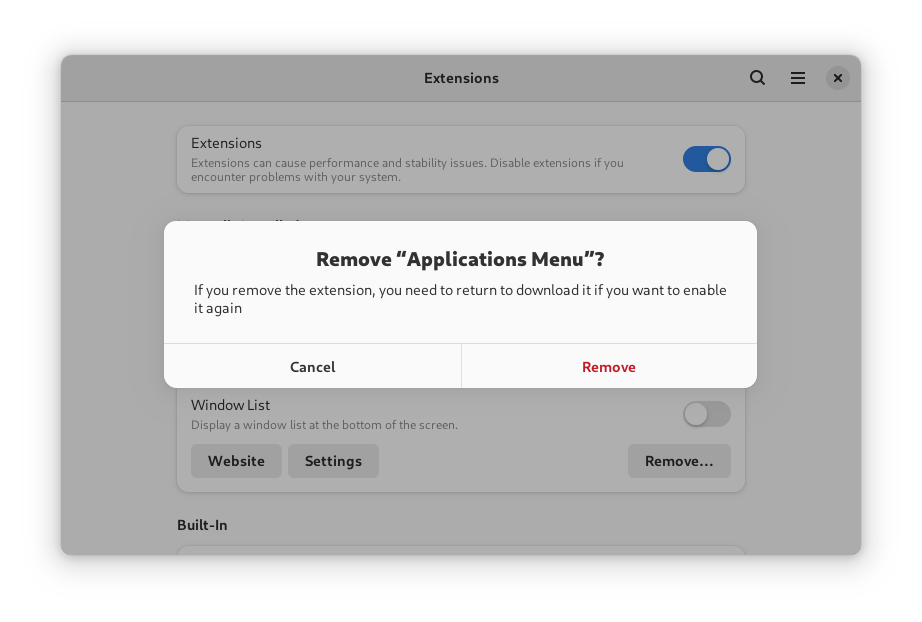 Extensions
Extensions
Extensions can cause performance and stability issues. Disable extensions if you
encounter problems with your system.
Remove “Applications Menu”?
If you remove the extension, you need to return to download it if you want to enable
it again
Cancel
Remove
Window List
Display a window list at the bottom of the screen.
Website
Settings
Remove…
Built-In